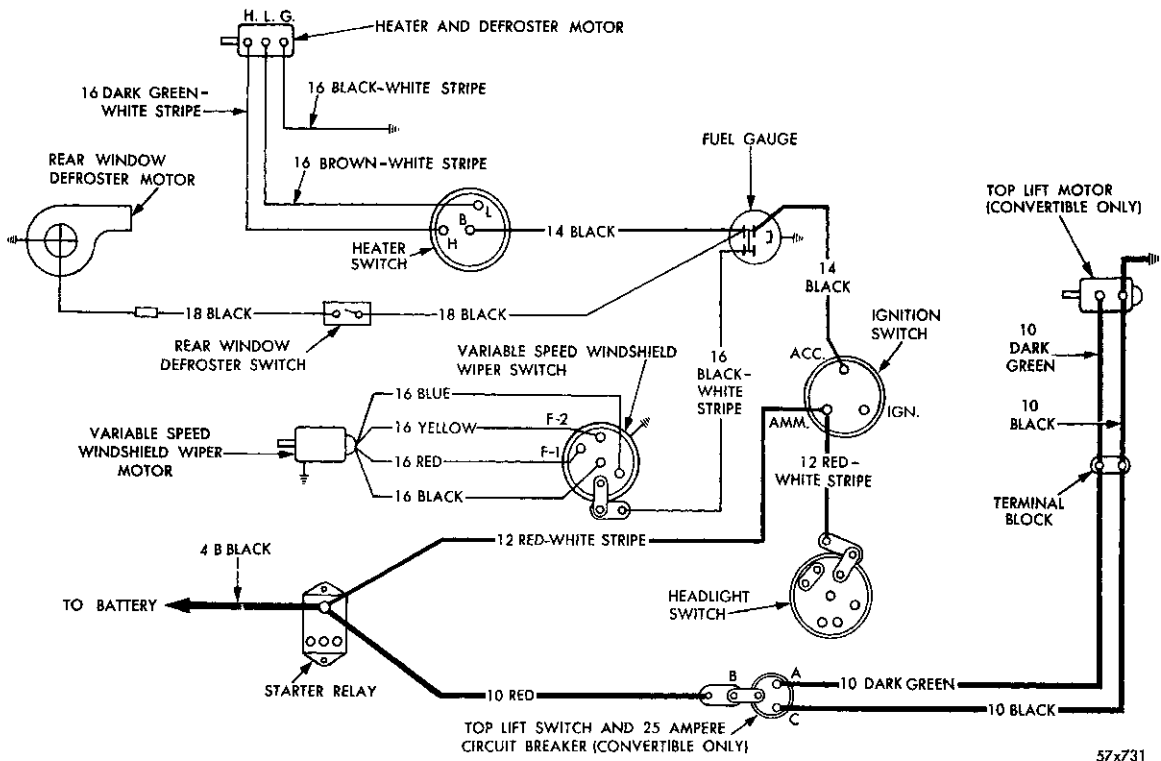 H. L. G.
HEATER AND DEFROSTER MOTOR
16 DARK GREEN-
WHITE STRIPE
16 BLACK-WHITE STRIPE
REAR WINDOW
DEFROSTER MOTOR
16 BROWN-WHITE STRIPE
FUEL GAUGE
TOP LIFT MOTOR
(CONVERTIBLE ONLY)
L
B
H
HEATER
SWITCH
14 BLACK
14
BLACK
18 BLACK
18 BLACK
REAR WINDOW
DEFROSTER SWITCH
IGNITION
SWITCH
10
DARK
GREEN
VARIABLE SPEED WINDSHIELD
WIPER SWITCH
16
BLACK-
WHITE
STRIPE
ACC.
IGN.
AMM.
10
BLACK
16 BLUE
16 YELLOW
F-2
F-1
16 RED
16 BLACK
VARIABLE SPEED
WINDSHIELD WIPER
MOTOR
12 RED-
WHITE STRIPE
TERMINAL
BLOCK
4 B BLACK
12 RED-WHITE STRIPE
TO BATTERY
HEADLIGHT
SWITCH
STARTER RELAY
10 RED
B
A
C
10 DARK GREEN
10 BLACK
TOP LIFT SWITCH AND 25 AMPERE
CIRCUIT BREAKER (CONVERTIBLE ONLY)
57x731